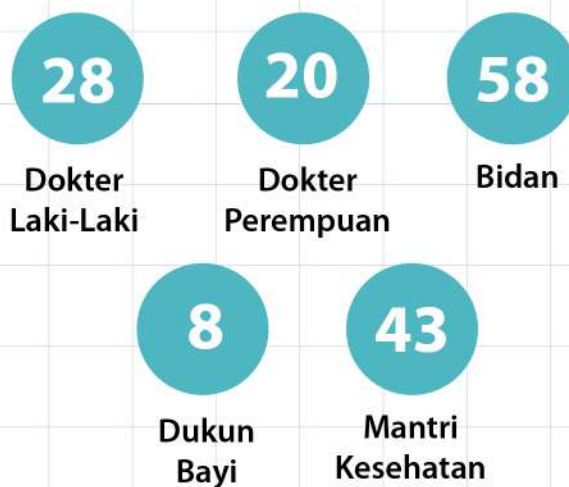 28
20
58
Dokter
Laki-Laki
Dokter
Perempuan
Bidan
8
43
Dukun
Bayi
Mantri
Kesehatan